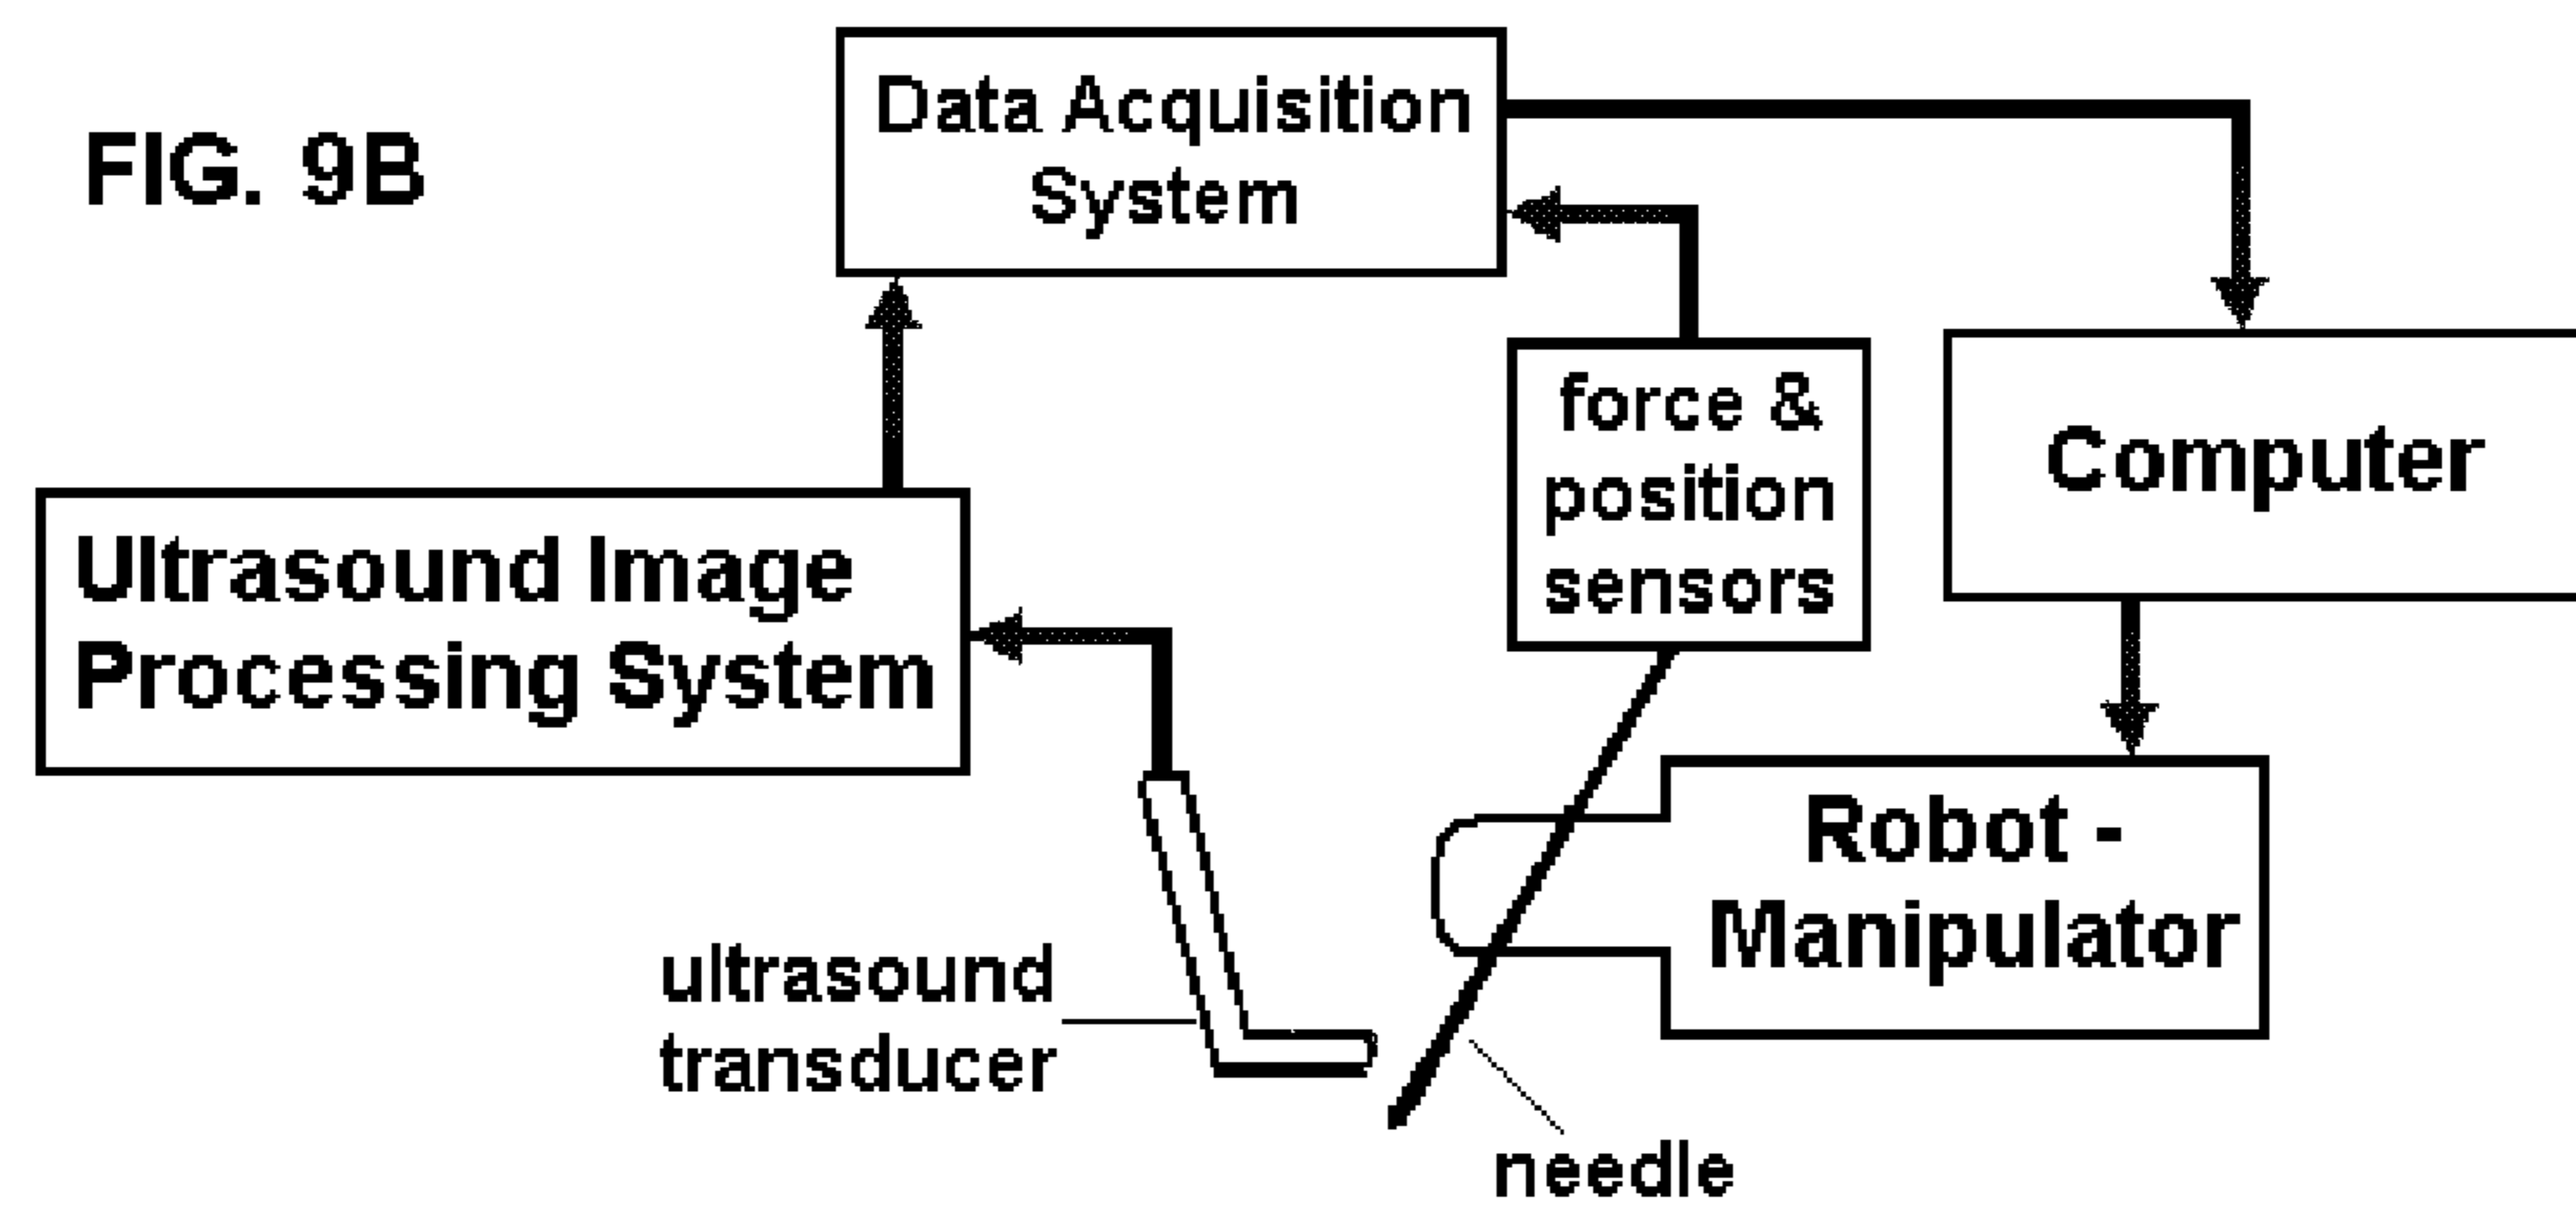 FIG. 9B
Data Acquisition
System
force &
position
sensors
Computer
Ultrasound Image
Processing System
Robot -
Manipulator
ultrasound
transducer
needle